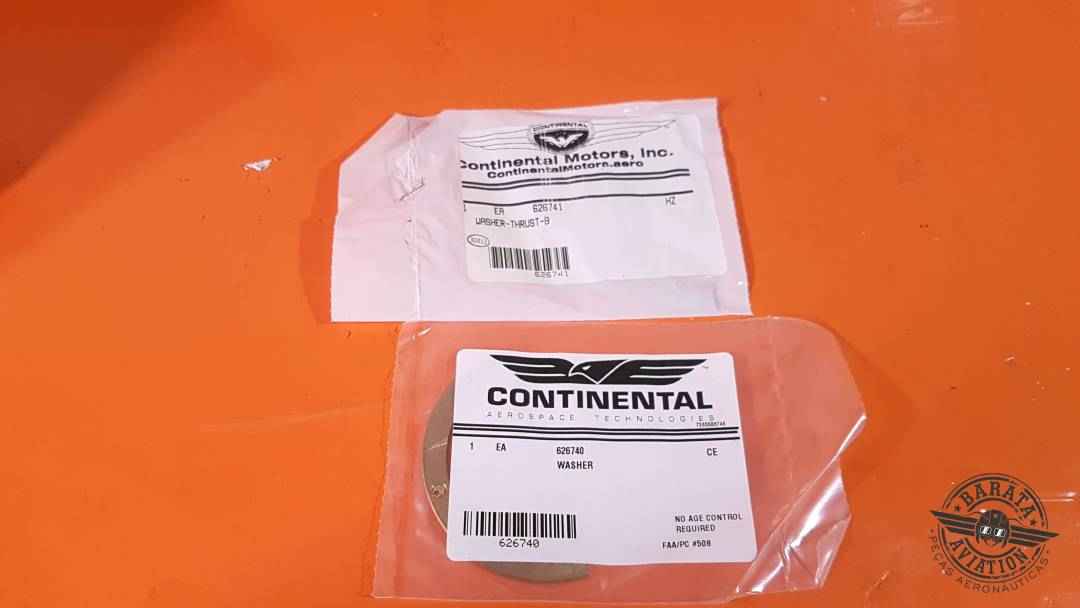 CONTINENTAL
Continental Motors, Inc.
ContinentalMotors.aero
1 EA 626741 HZ
WASHER-THRUST-B
626741
CONTINENTAL
AEROSPACE TECHNOLOGIES
1 EA 626740 CE
WASHER
NO AGE CONTROL
REQUIRED
626740
FAA/PC #508
BARATA
AVIATION
PEÇAS AERONÁUTICAS